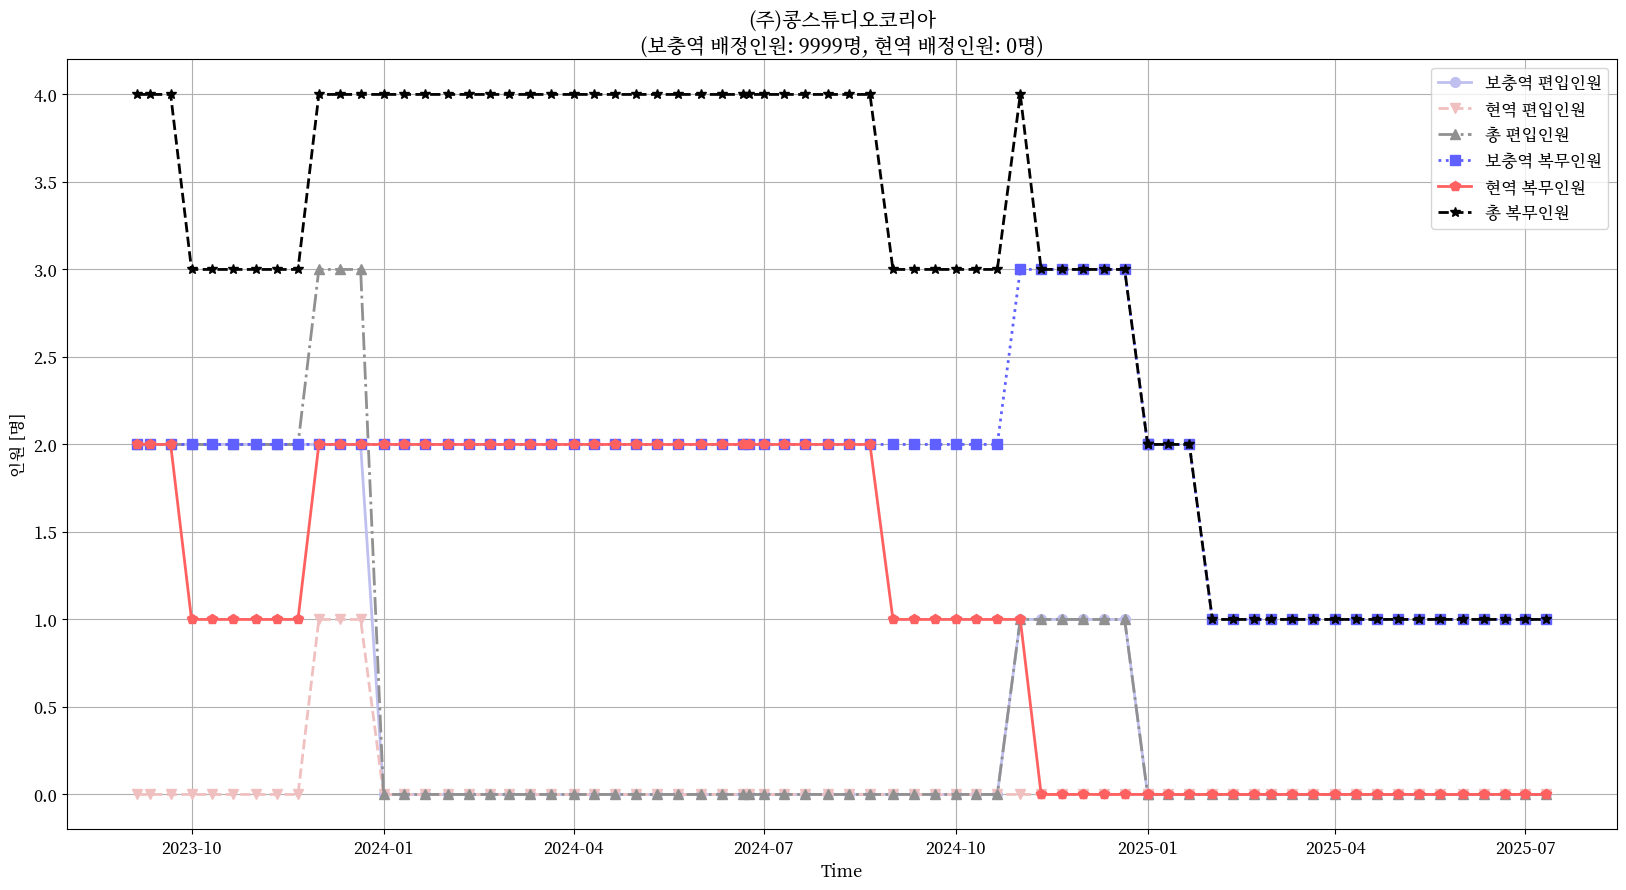 (주)콩스튜디오코리아
(보충역 배정인원: 9999명, 현역 배정인원: 0명)
보충역 편입인원
현역 편입인원
총 편입인원
보충역 복무인원
현역 복무인원
총 복무인원
4.0
3.5
3.0
2.5
2.0
1.5
1.0
0.5
0.0
인원 [명]
2023-10
2024-01
2024-04
2024-07
2024-10
2025-01
2025-04
2025-07
Time